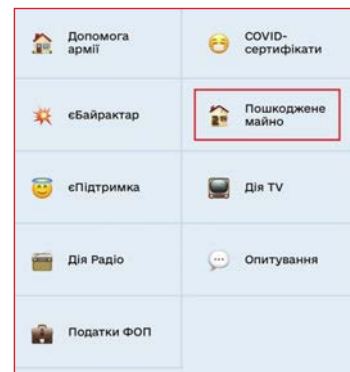 Допомога
армії
COVID-
сертифікати
єБайрактар
Пошкоджене
майно
єПідтримка
Дія TV
Дія Радіо
Опитування
Податки ФОП